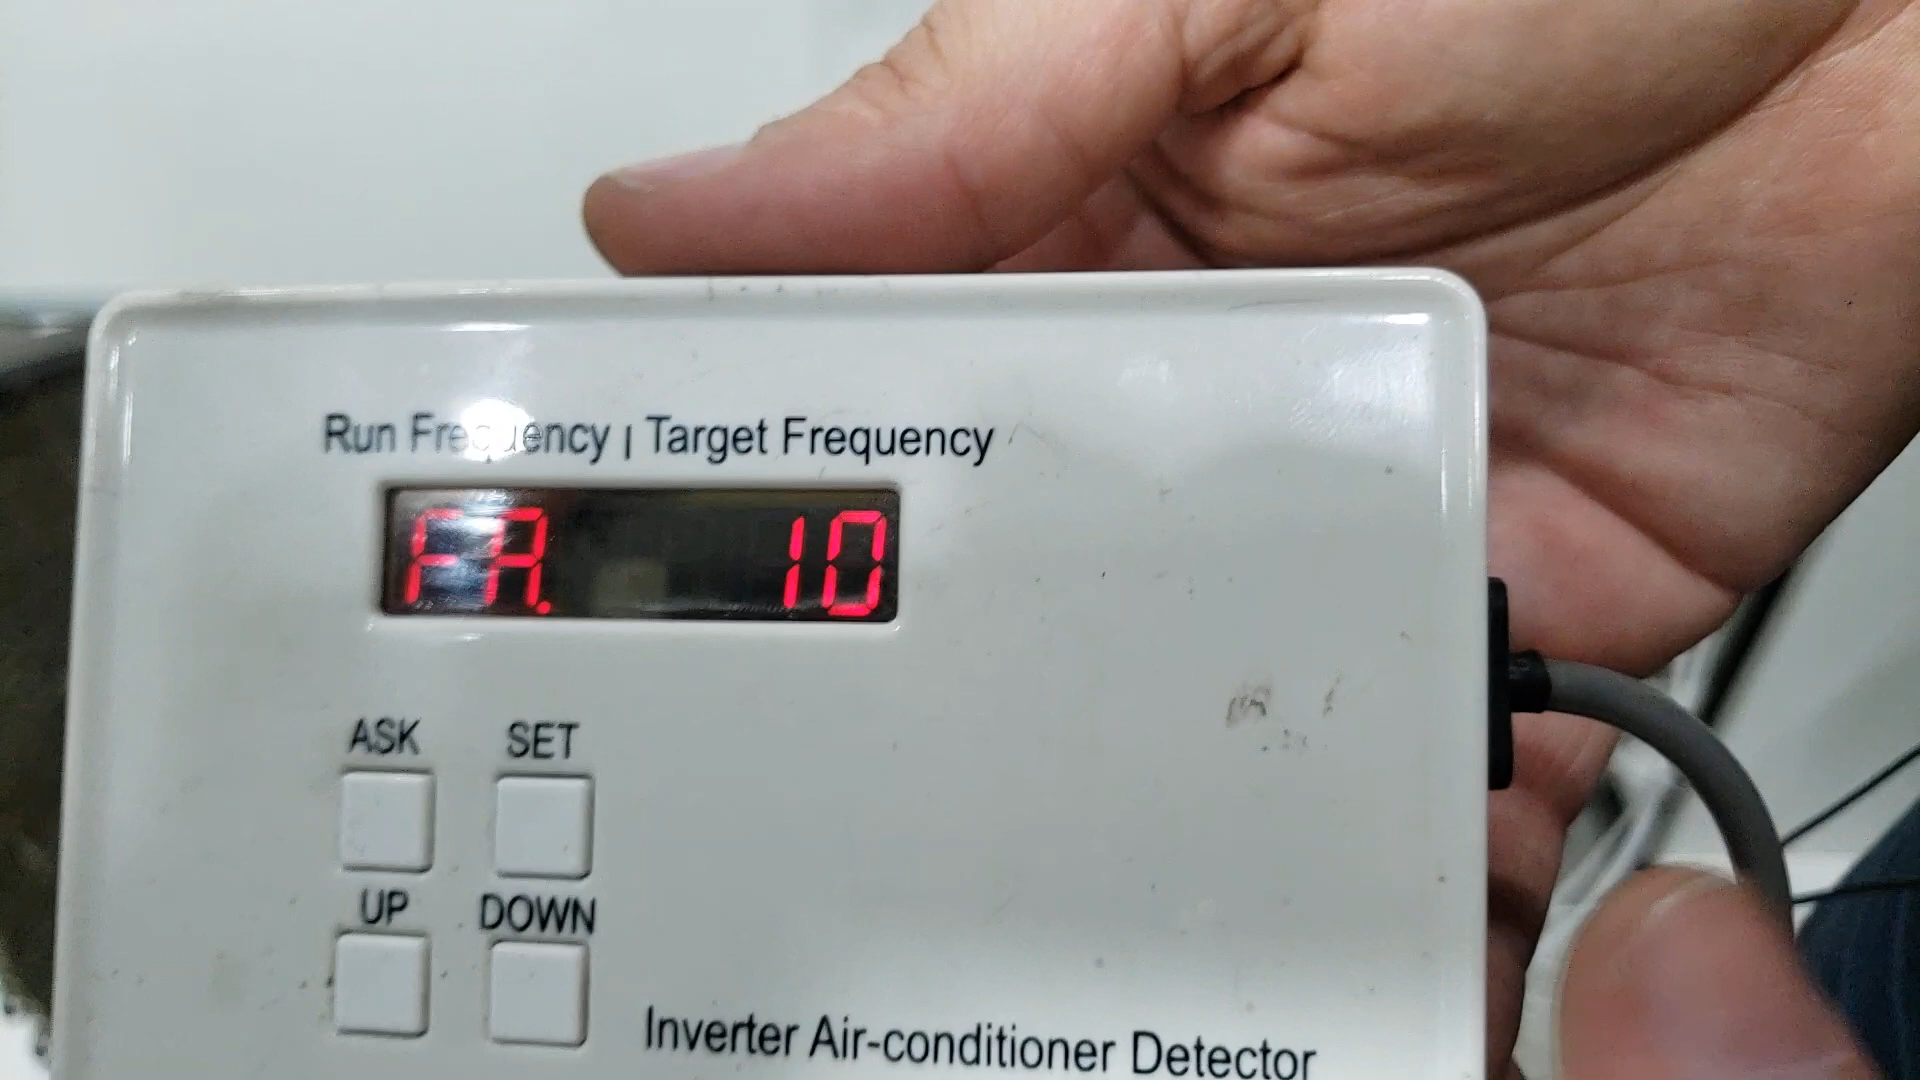 Run Frequency | Target Frequency
FA. 10
ASK SET
UP DOWN
Inverter Air-conditioner Detector